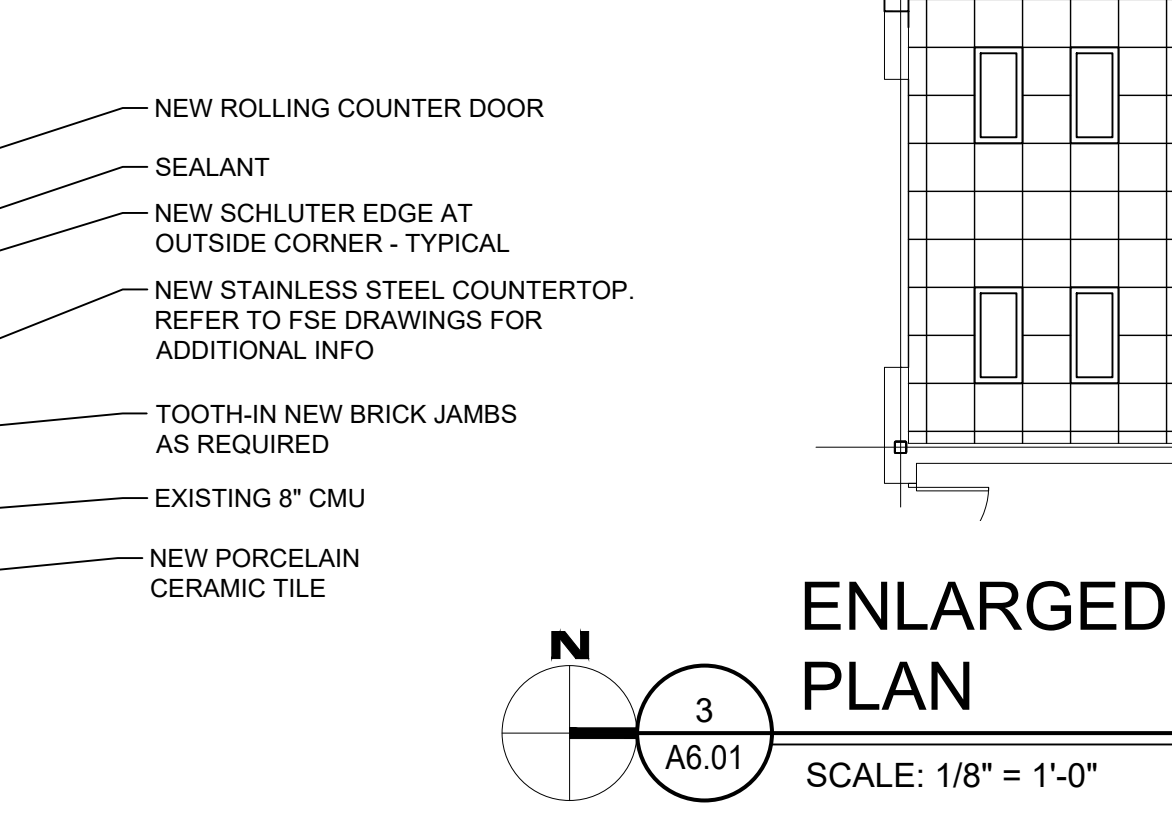 NEW ROLLING COUNTER DOOR
SEALANT
NEW SCHLUTER EDGE AT
OUTSIDE CORNER - TYPICAL
NEW STAINLESS STEEL COUNTERTOP.
REFER TO FSE DRAWINGS FOR
ADDITIONAL INFO
TOOTH-IN NEW BRICK JAMBS
AS REQUIRED
EXISTING 8" CMU
NEW PORCELAIN
CERAMIC TILE
N
3
A6.01
ENLARGED
PLAN
SCALE: 1/8" = 1'-0"